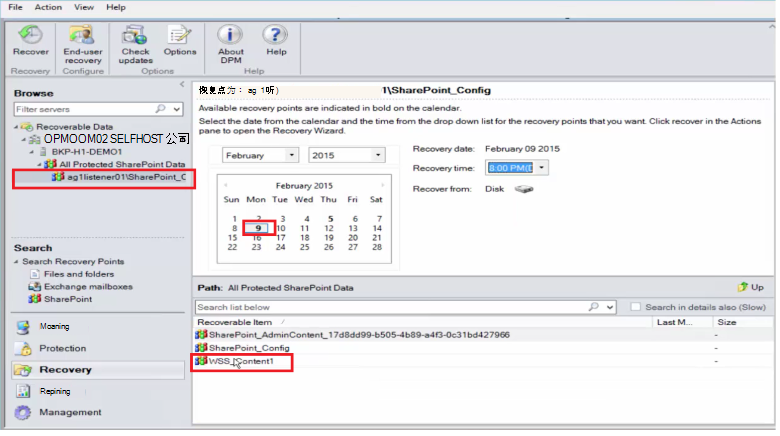 File Action View Help
Recover End-user recovery Check updates Options About DPM Help
Recovery Configure Options Help
Browse
Filter servers
Recoverable Data
OPMOOM02 SELFHOST 公司
BKP-H1-DEMO1
All Protected SharePoint Data
ag1listener01\SharePoint_C
Search
Search Recovery Points
Files and folders
Exchange mailboxes
SharePoint
Moaning
Protection
Recovery
Repining
Management
恢复点为： ag 1听) 1\SharePoint_Config
Available recovery points are indicated in bold on the calendar.
Select the date from the calendar and the time from the drop down list for the recovery points that you want. Click recover in the Actions
pane to open the Recovery Wizard.
February 2015
February 2015
Sun Mon Tue Wed Thu Fri Sat
1 2 3 4 5 6 7
8 9 10 11 12 13 14
15 16 17 18 19 20 21
22 23 24 25 26 27 28
Recovery date: February 09 2015
Recovery time: 8:00 PM(D
Recover from: Disk
Path: All Protected SharePoint Data Up
Search list below Search in details also (Slow)
Recoverable Item Last M... Size
SharePoint_AdminContent_17d8dd99-b505-4b89-a4f3-0c31bd427966 -
SharePoint_Config -
WSS_Content1 -